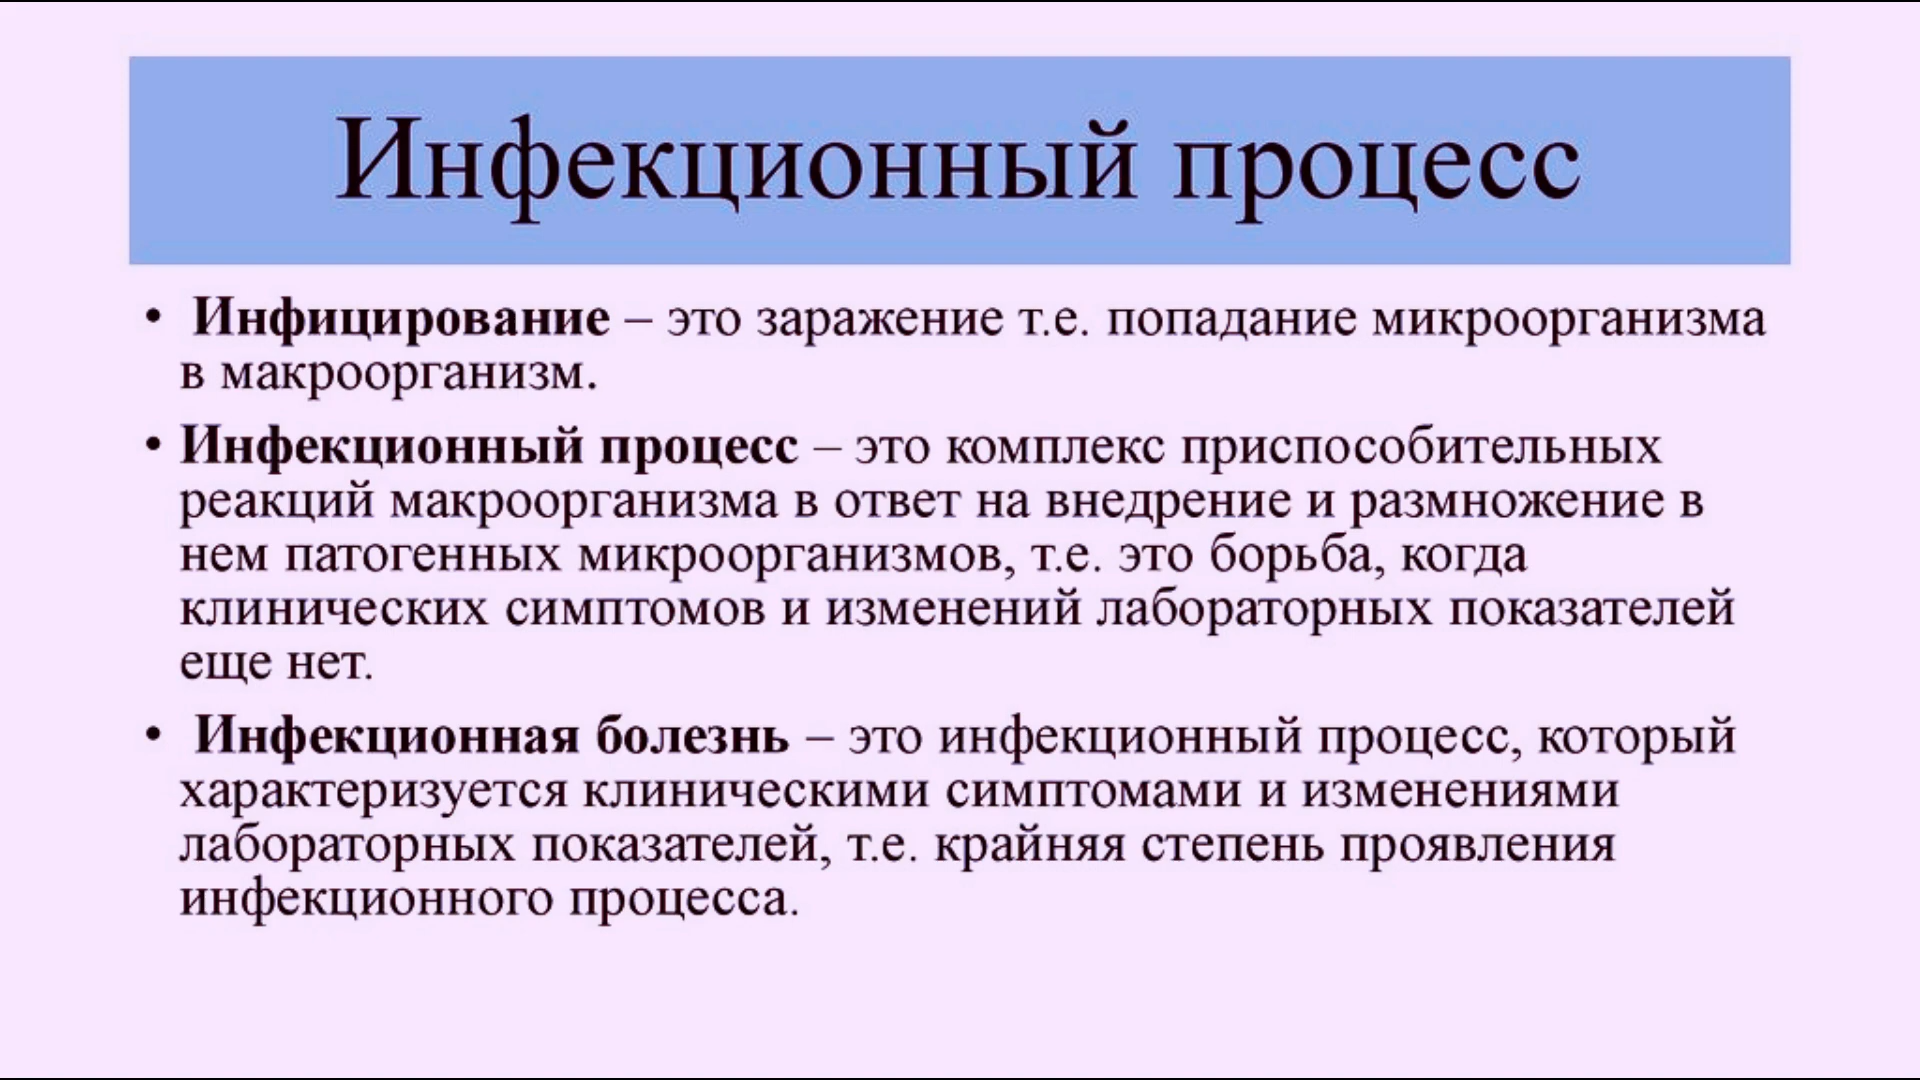 Инфекционный процесс
• Инфицирование – это заражение т.е. попадание микроорганизма
в макроорганизм.
• Инфекционный процесс – это комплекс приспособительных
реакций макроорганизма в ответ на внедрение и размножение в
нем патогенных микроорганизмов, т.е. это борьба, когда
клинических симптомов и изменений лабораторных показателей
еще нет.
• Инфекционная болезнь – это инфекционный процесс, который
характеризуется клиническими симптомами и изменениями
лабораторных показателей, т.е. крайняя степень проявления
инфекционного процесса.